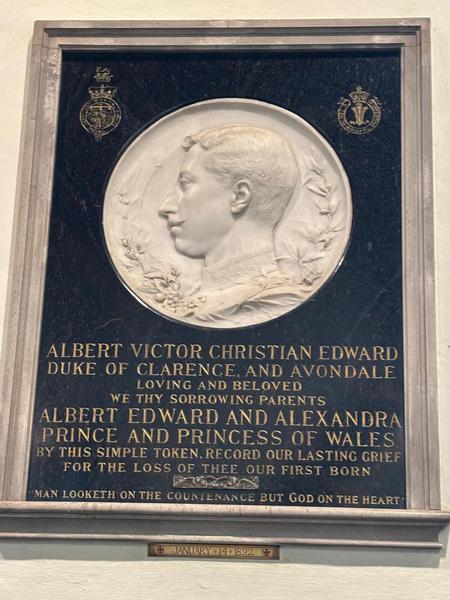 ALBERT VICTOR CHRISTIAN EDWARD
DUKE OF CLARENCE, AND AVONDALE
LOVING AND BELOVED
WE THY SORROWING PARENTS
ALBERT EDWARD AND ALEXANDRA
PRINCE AND PRINCESS OF WALES
BY THIS SIMPLE TOKEN, RECORD OUR LASTING GRIEF
FOR THE LOSS OF THEE OUR FIRST BORN
"MAN LOOKETH ON THE COUNTENANCE BUT GOD ON THE HEART"
JANUARY 14 1892